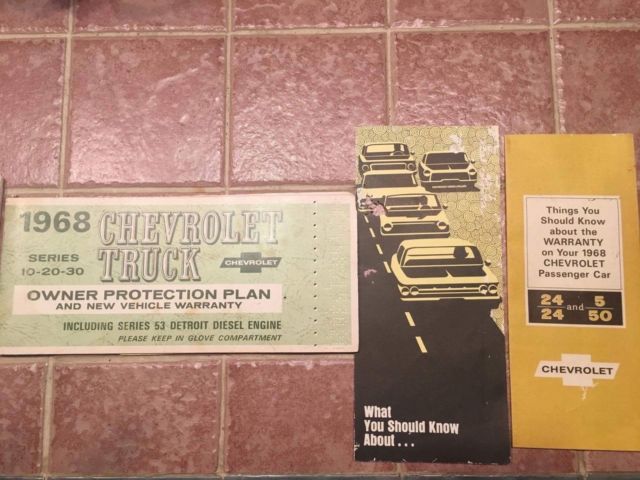 1968 CHEVROLET
TRUCK
SERIES
10-20-30
CHEVROLET
OWNER PROTECTION PLAN
AND NEW VEHICLE WARRANTY
INCLUDING SERIES 53 DETROIT DIESEL ENGINE
PLEASE KEEP IN GLOVE COMPARTMENT
What
You Should Know
About...
Things You
Should Know
about the
WARRANTY
on Your 1968
CHEVROLET
Passenger Car
24 and 5
24 50
CHEVROLET